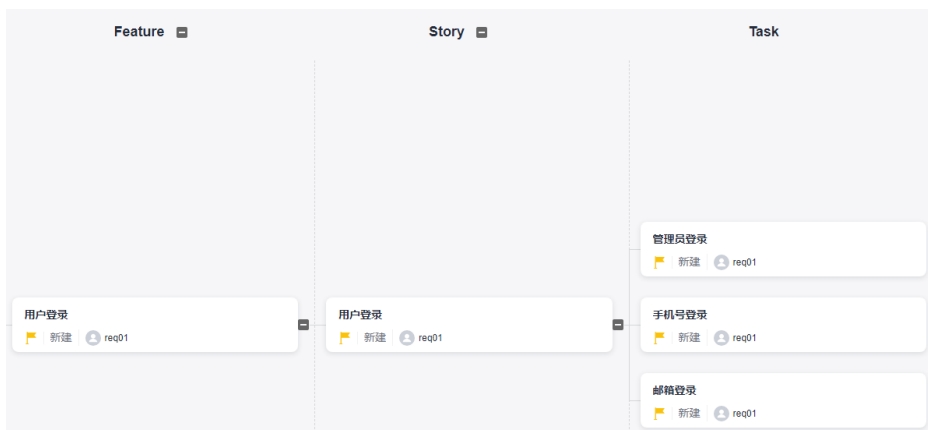 Feature
Story
Task
管理员登录
新建 req01
用户登录
新建 req01
用户登录
新建 req01
手机号登录
新建 req01
邮箱登录
新建 req01